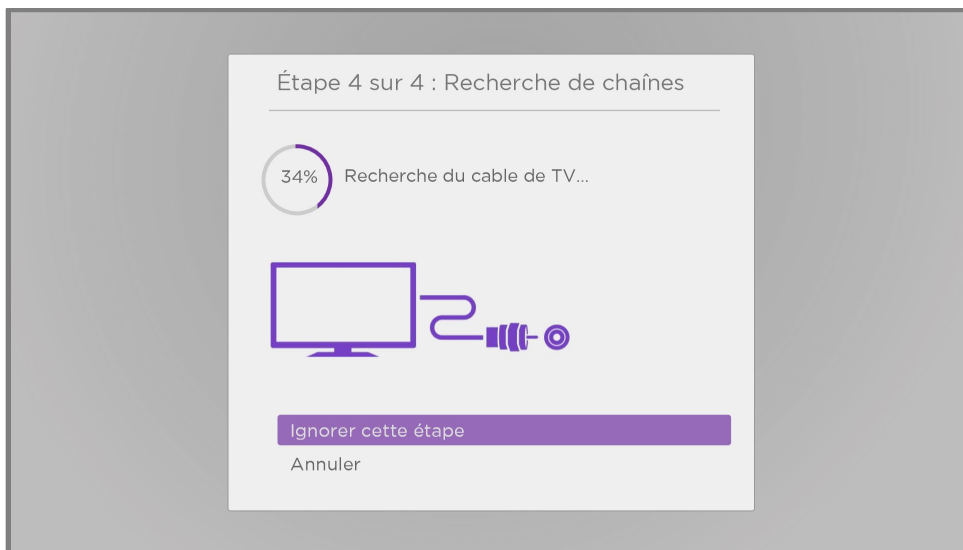 Étape 4 sur 4 : Recherche de chaînes
34%
Recherche du cable de TV...
Ignorer cette étape
Annuler